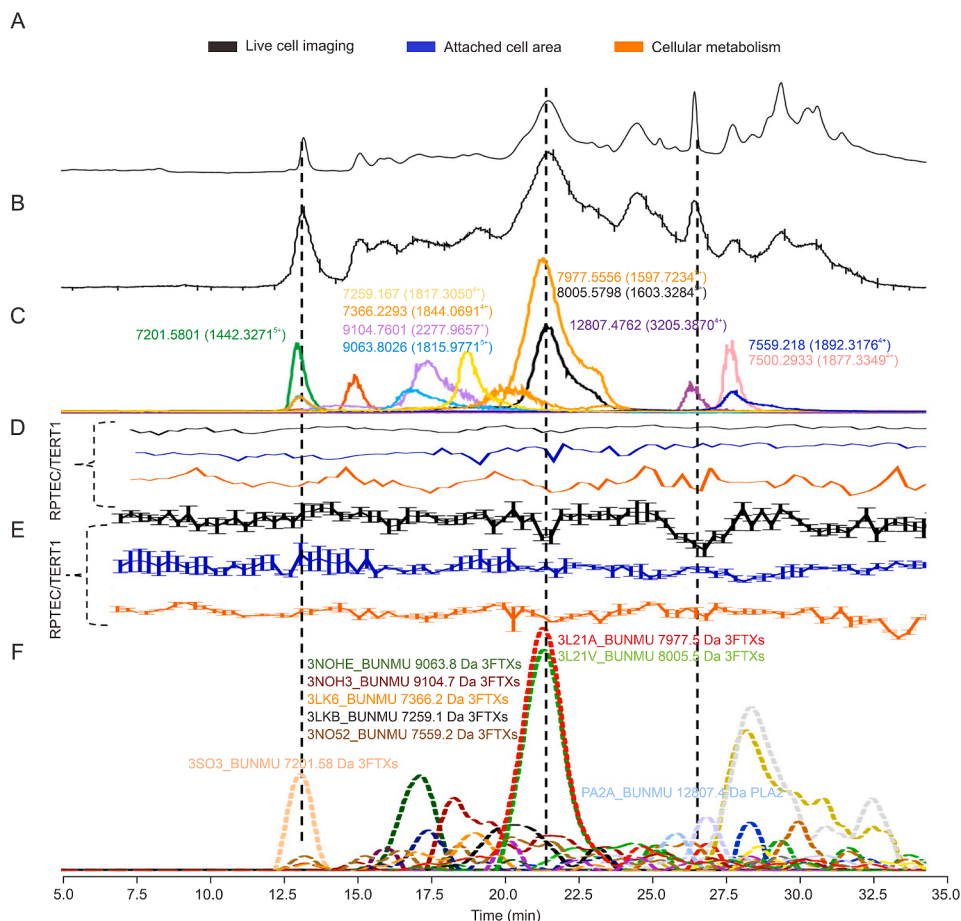 A
Live cell imaging
Attached cell area
Cellular metabolism
B
7977.5556 (1597.7234⁵⁺)
8005.5798 (1603.3284⁵⁺)
7259.167 (1817.3050⁴⁺)
7366.2293 (1844.0691⁴⁺)
9104.7601 (2277.9657⁺)
9063.8026 (1815.9771⁵⁺)
C
12807.4762 (3205.3870⁴⁺)
7201.5801 (1442.3271⁵⁺)
7559.218 (1892.3176⁴⁺)
7500.2933 (1877.3349⁴⁺)
D
RPTEC/TERT1
E
RPTEC/TERT1
F
3L21A_BUNMU 7977.5 Da 3FTXs
3L21V_BUNMU 8005.5 Da 3FTXs
3NOHE_BUNMU 9063.8 Da 3FTXs
3NOH3_BUNMU 9104.7 Da 3FTXs
3LK6_BUNMU 7366.2 Da 3FTXs
3LKB_BUNMU 7259.1 Da 3FTXs
3NO52_BUNMU 7559.2 Da 3FTXs
3SO3_BUNMU 7201.58 Da 3FTXs
PA2A_BUNMU 12807.4 Da PLA2
5.0 7.5 10.0 12.5 15.0 17.5 20.0 22.5 25.0 27.5 30.0 32.5 35.0
Time (min)